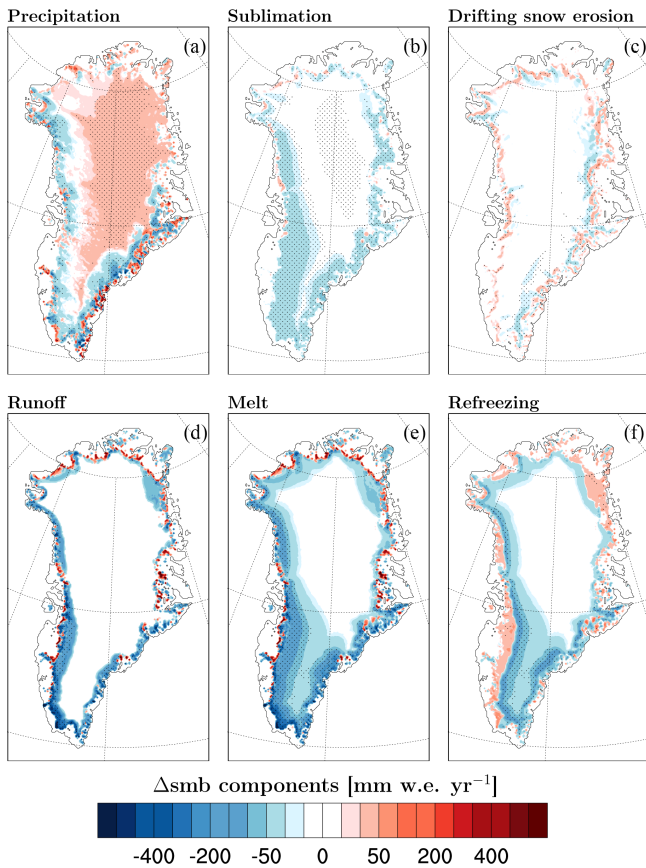 Precipitation Sublimation Drifting snow erosion
(a) (b) (c)
Runoff Melt Refreezing
(d) (e) (f)
Δsmb components [mm w.e. yr⁻¹]
-400 -200 -50 0 50 200 400